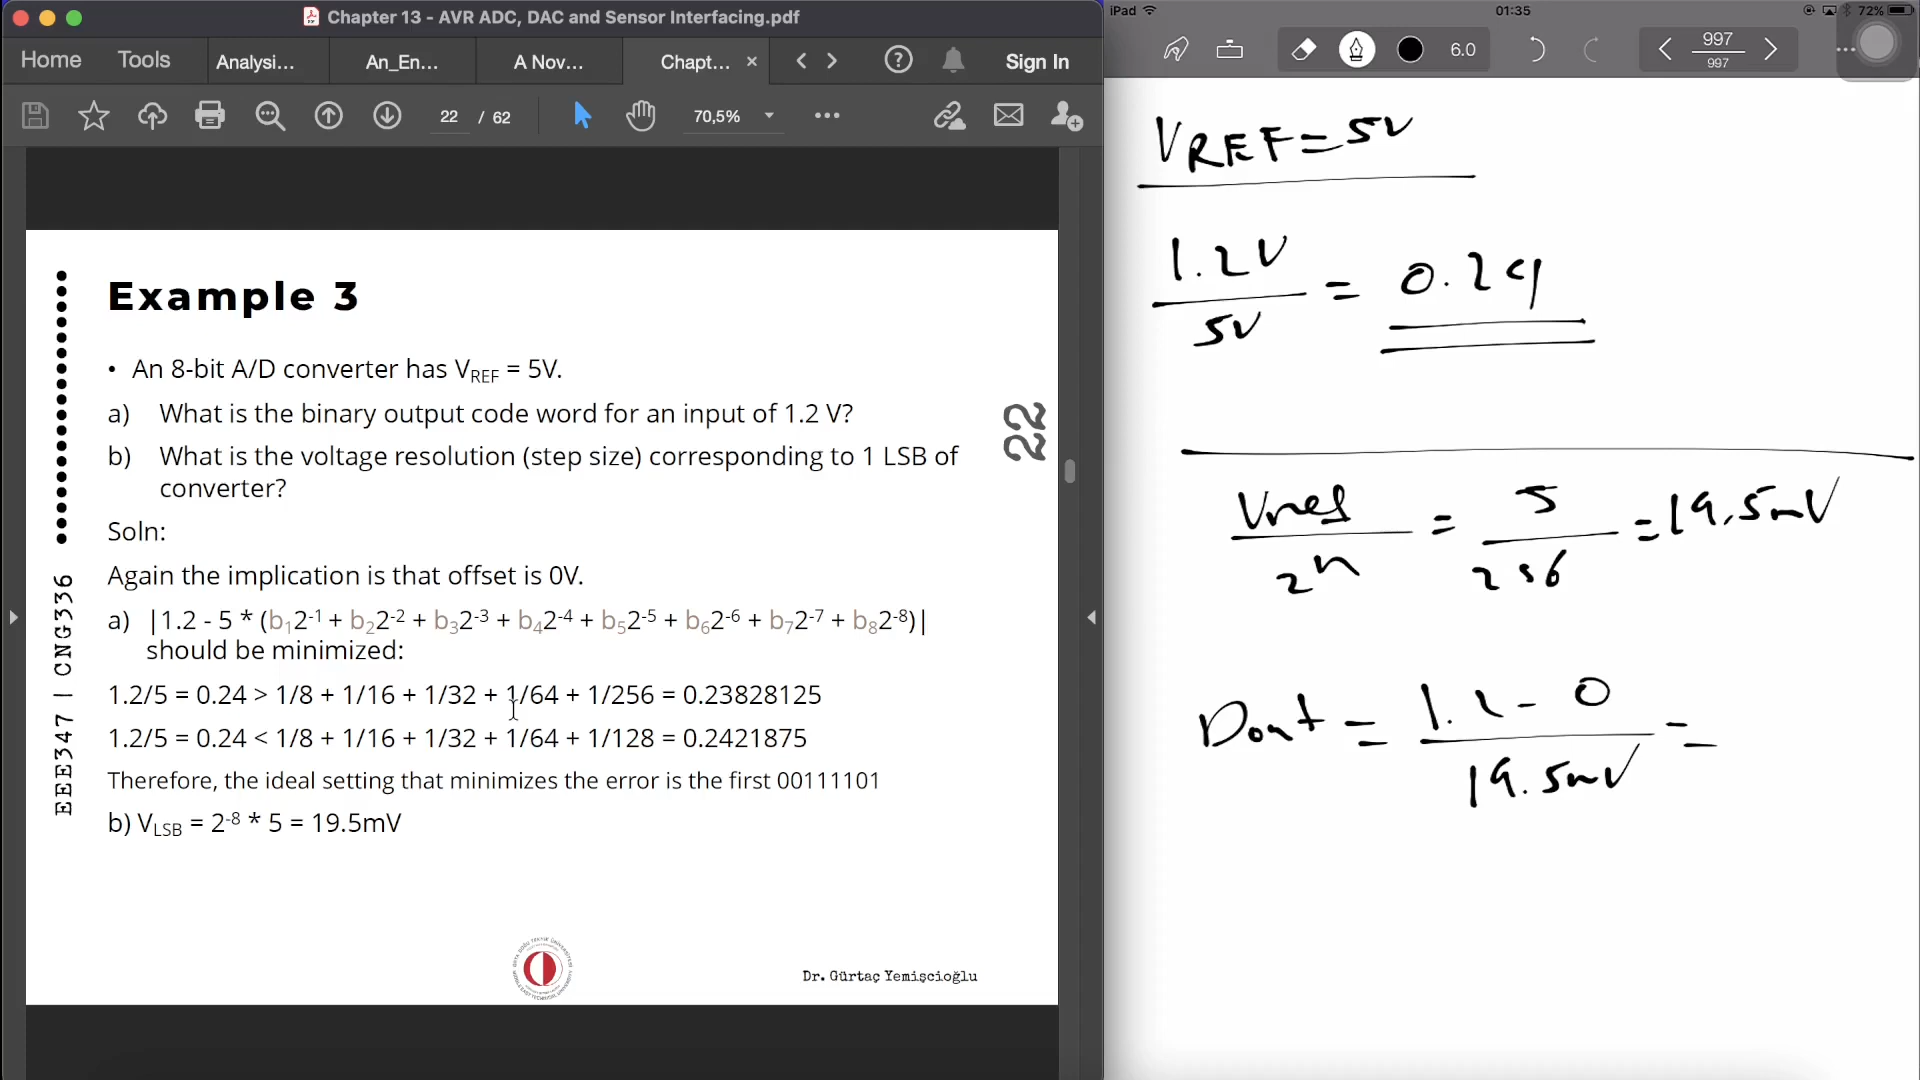 Chapter 13 - AVR ADC, DAC and Sensor Interfacing.pdf
Home Tools Analysi... An_En... A Nov... Chapt... × ? Sign In
22 / 62 70,5% •••
Example 3
• An 8-bit A/D converter has VREF = 5V.
a) What is the binary output code word for an input of 1.2 V?
b) What is the voltage resolution (step size) corresponding to 1 LSB of
converter?
Soln:
Again the implication is that offset is 0V.
a) |1.2 - 5 * (b₁2⁻¹ + b₂2⁻² + b₃2⁻³ + b₄2⁻⁴ + b₅2⁻⁵ + b₆2⁻⁶ + b₇2⁻⁷ + b₈2⁻⁸)|
should be minimized:
1.2/5 = 0.24 > 1/8 + 1/16 + 1/32 + 1/64 + 1/256 = 0.23828125
1.2/5 = 0.24 < 1/8 + 1/16 + 1/32 + 1/64 + 1/128 = 0.2421875
Therefore, the ideal setting that minimizes the error is the first 00111101
b) VLSB = 2⁻⁸ * 5 = 19.5mV
22
EEE347 | CNG336
Dr. Gürtaç Yemişcioğlu
iPad 01:35 72%
6.0 997
997
VREF=5V
1.2V
5V
= 0.24
Vref
2ⁿ
= 5
256
=19.5mV
Dout = 1.2 - 0
19.5mV
=